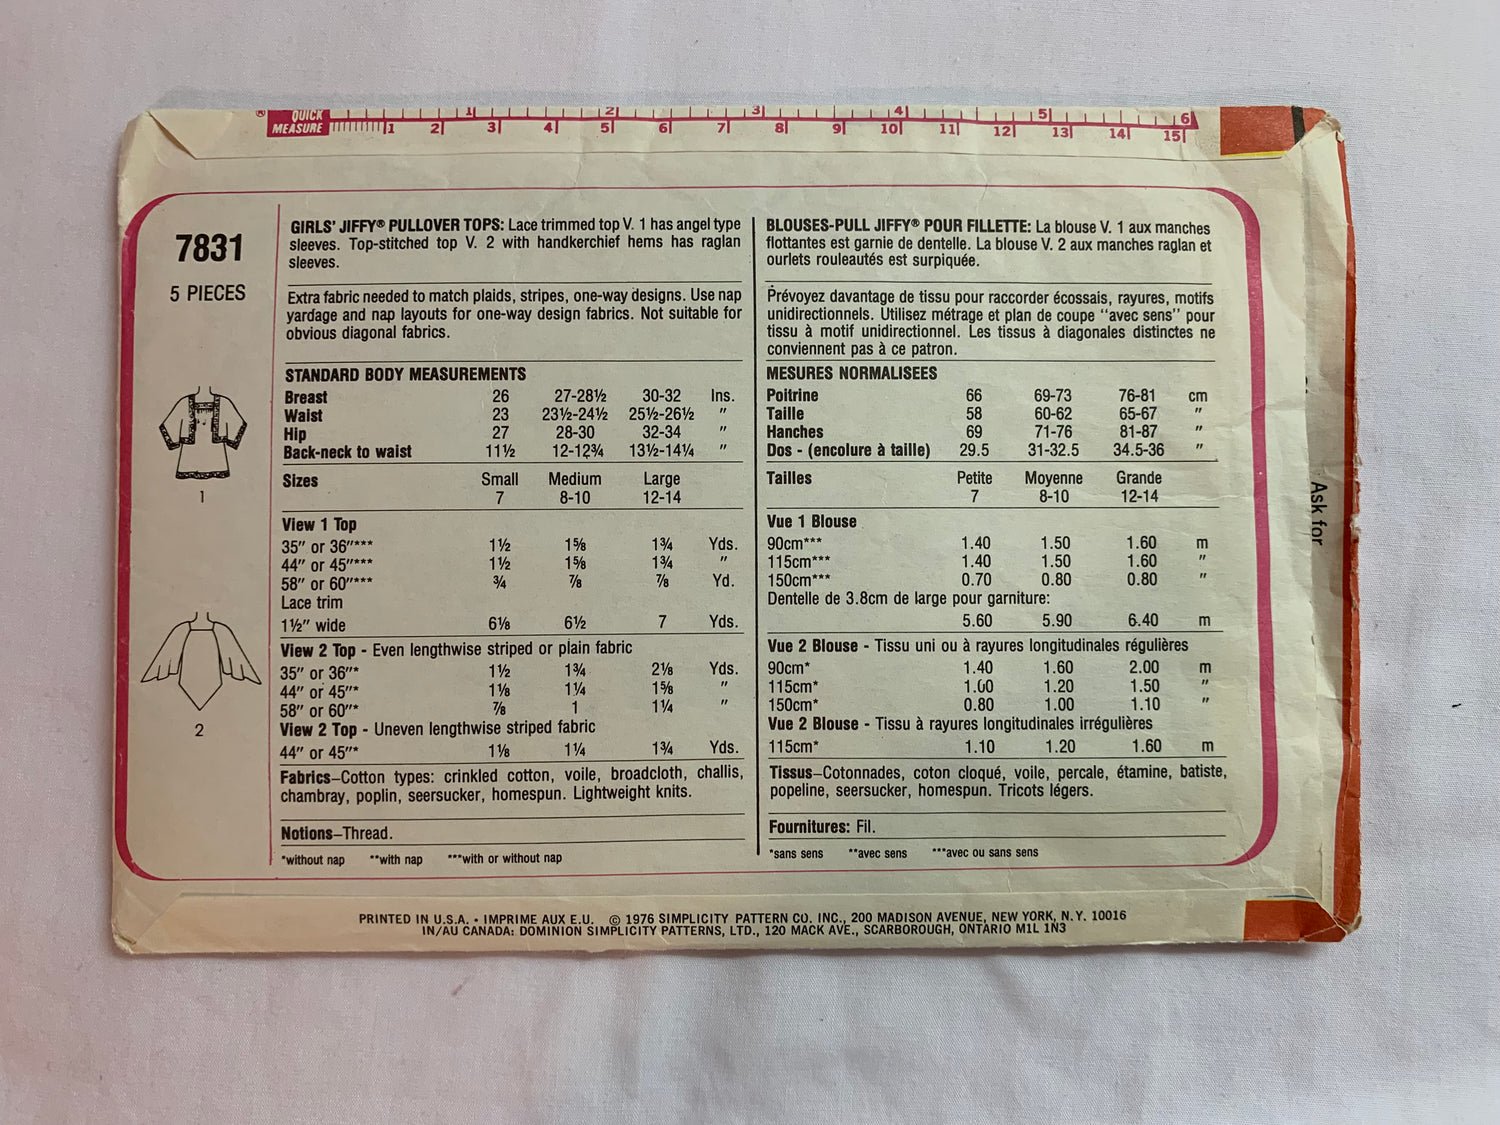 ® QUICK MEASURE
1 2 3 4 5 6
1 2 3 4 5 6 7 8 9 10 11 12 13 14 15
7831
5 PIECES
1
2
GIRLS' JIFFY® PULLOVER TOPS: Lace trimmed top V. 1 has angel type
sleeves. Top-stitched top V. 2 with handkerchief hems has raglan
sleeves.
Extra fabric needed to match plaids, stripes, one-way designs. Use nap
yardage and nap layouts for one-way design fabrics. Not suitable for
obvious diagonal fabrics.
STANDARD BODY MEASUREMENTS
Breast 26 27-28½ 30-32 Ins.
Waist 23 23½-24½ 25½-26½ "
Hip 27 28-30 32-34 "
Back-neck to waist 11½ 12-12¾ 13½-14¼ "
Sizes Small Medium Large
7 8-10 12-14
View 1 Top
35" or 36"*** 1½ 1⅝ 1¾ Yds.
44" or 45"*** 1½ 1⅝ 1¾ "
58" or 60"*** ¾ ⅞ ⅞ Yd.
Lace trim
1½" wide 6⅛ 6½ 7 Yds.
View 2 Top - Even lengthwise striped or plain fabric
35" or 36"* 1½ 1¾ 2⅛ Yds.
44" or 45"* 1⅛ 1¼ 1⅝ "
58" or 60"* ⅞ 1 1¼ "
View 2 Top - Uneven lengthwise striped fabric
44" or 45"* 1⅛ 1¼ 1¾ Yds.
Fabrics–Cotton types: crinkled cotton, voile, broadcloth, challis,
chambray, poplin, seersucker, homespun. Lightweight knits.
Notions–Thread.
*without nap **with nap ***with or without nap
BLOUSES-PULL JIFFY® POUR FILLETTE: La blouse V. 1 aux manches
flottantes est garnie de dentelle. La blouse V. 2 aux manches raglan et
ourlets rouleautés est surpiquée.
Prévoyez davantage de tissu pour raccorder écossais, rayures, motifs
unidirectionnels. Utilisez métrage et plan de coupe "avec sens" pour
tissu à motif unidirectionnel. Les tissus à diagonales distinctes ne
conviennent pas à ce patron.
MESURES NORMALISEES
Poitrine 66 69-73 76-81 cm
Taille 58 60-62 65-67 "
Hanches 69 71-76 81-87 "
Dos - (encolure à taille) 29.5 31-32.5 34.5-36 "
Tailles Petite Moyenne Grande
7 8-10 12-14
Vue 1 Blouse
90cm*** 1.40 1.50 1.60 m
115cm*** 1.40 1.50 1.60 "
150cm*** 0.70 0.80 0.80 "
Dentelle de 3.8cm de large pour garniture:
5.60 5.90 6.40 m
Vue 2 Blouse - Tissu uni ou à rayures longitudinales régulières
90cm* 1.40 1.60 2.00 m
115cm* 1.00 1.20 1.50 "
150cm* 0.80 1.00 1.10 "
Vue 2 Blouse - Tissu à rayures longitudinales irrégulières
115cm* 1.10 1.20 1.60 m
Tissus–Cotonnades, coton cloqué, voile, percale, étamine, batiste,
popeline, seersucker, homespun. Tricots légers.
Fournitures: Fil.
*sans sens **avec sens ***avec ou sans sens
Ask for
PRINTED IN U.S.A. • IMPRIME AUX E.U. © 1976 SIMPLICITY PATTERN CO. INC., 200 MADISON AVENUE, NEW YORK, N.Y. 10016
IN/AU CANADA: DOMINION SIMPLICITY PATTERNS, LTD., 120 MACK AVE., SCARBOROUGH, ONTARIO M1L 1N3